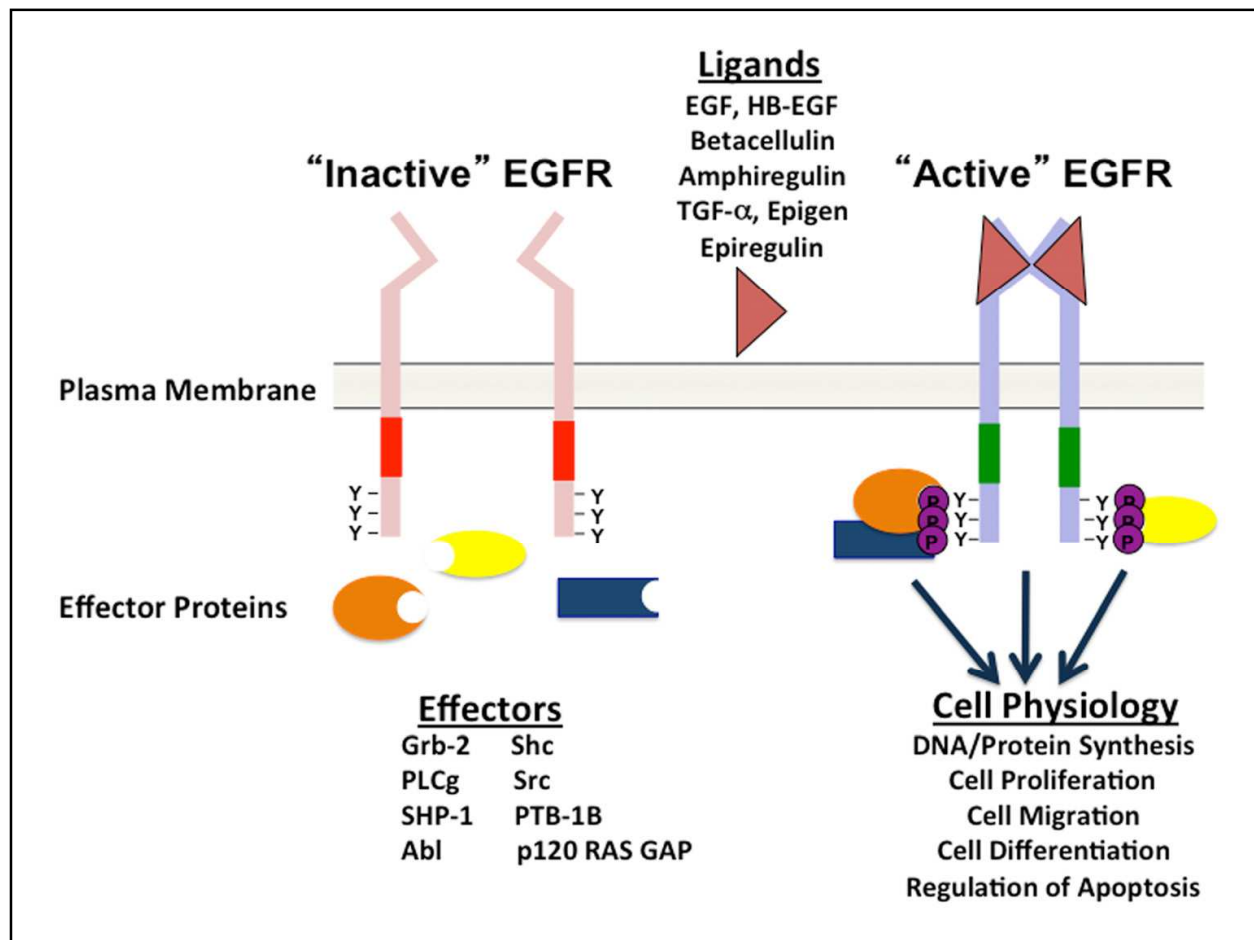 Ligands
EGF, HB-EGF
Betacellulin
Amphiregulin
TGF-α, Epigen
Epiregulin
“Inactive” EGFR
“Active” EGFR
Plasma Membrane
Y
Y
Y
Y
Y
Y
P
P
P
Y
Y
Y
Y
Y
Y
P
P
P
Effector Proteins
Effectors
Grb-2 Shc
PLCg Src
SHP-1 PTB-1B
Abl p120 RAS GAP
Cell Physiology
DNA/Protein Synthesis
Cell Proliferation
Cell Migration
Cell Differentiation
Regulation of Apoptosis